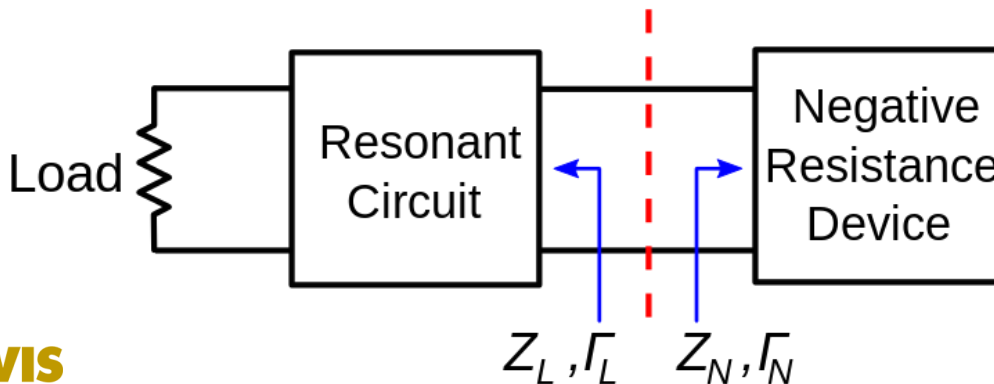 Load
Resonant
Circuit
Negative
Resistance
Device
Z_L , Γ_L
Z_N , Γ_N
VIS